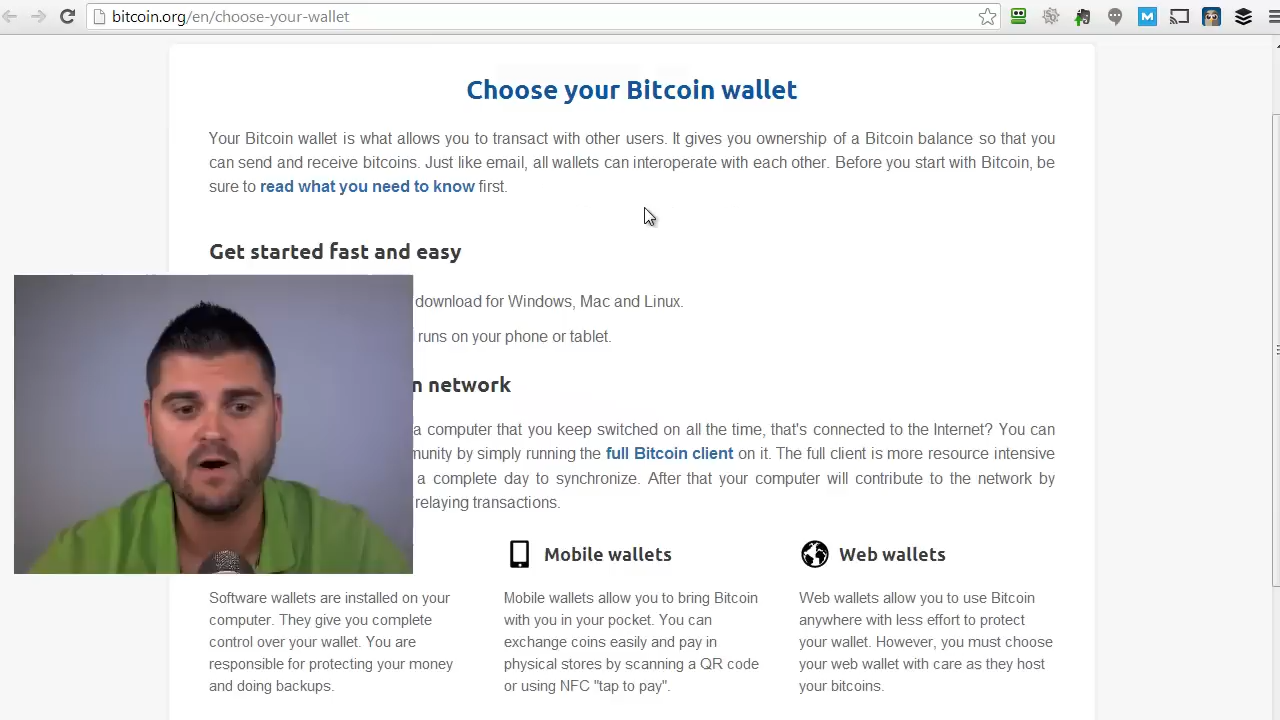 bitcoin.org/en/choose-your-wallet
Choose your Bitcoin wallet
Your Bitcoin wallet is what allows you to transact with other users. It gives you ownership of a Bitcoin balance so that you
can send and receive bitcoins. Just like email, all wallets can interoperate with each other. Before you start with Bitcoin, be
sure to read what you need to know first.
Get started fast and easy
download for Windows, Mac and Linux.
runs on your phone or tablet.
n network
a computer that you keep switched on all the time, that's connected to the Internet? You can
munity by simply running the full Bitcoin client on it. The full client is more resource intensive
a complete day to synchronize. After that your computer will contribute to the network by
relaying transactions.
Mobile wallets
Web wallets
Software wallets are installed on your
computer. They give you complete
control over your wallet. You are
responsible for protecting your money
and doing backups.
Mobile wallets allow you to bring Bitcoin
with you in your pocket. You can
exchange coins easily and pay in
physical stores by scanning a QR code
or using NFC "tap to pay".
Web wallets allow you to use Bitcoin
anywhere with less effort to protect
your wallet. However, you must choose
your web wallet with care as they host
your bitcoins.